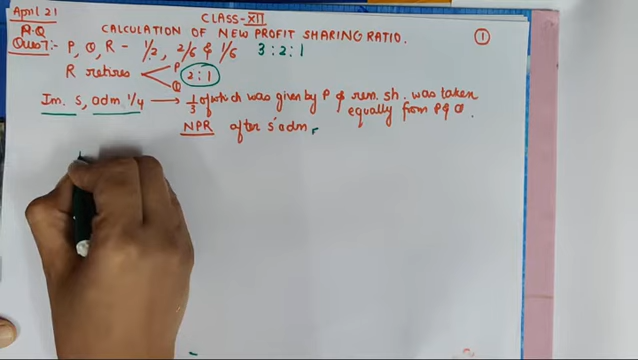 April 21 CLASS-XII
P.Q CALCULATION OF NEW PROFIT SHARING RATIO. 1
Ques7:- P, Q, R - 1/2, 2/6 & 1/6 3:2:1
R retires P Q 2:1
Im. S, adm 1/4 → 1/3 of which was given by P & rem. sh. was taken
equally from P & Q.
NPR after S' adm.